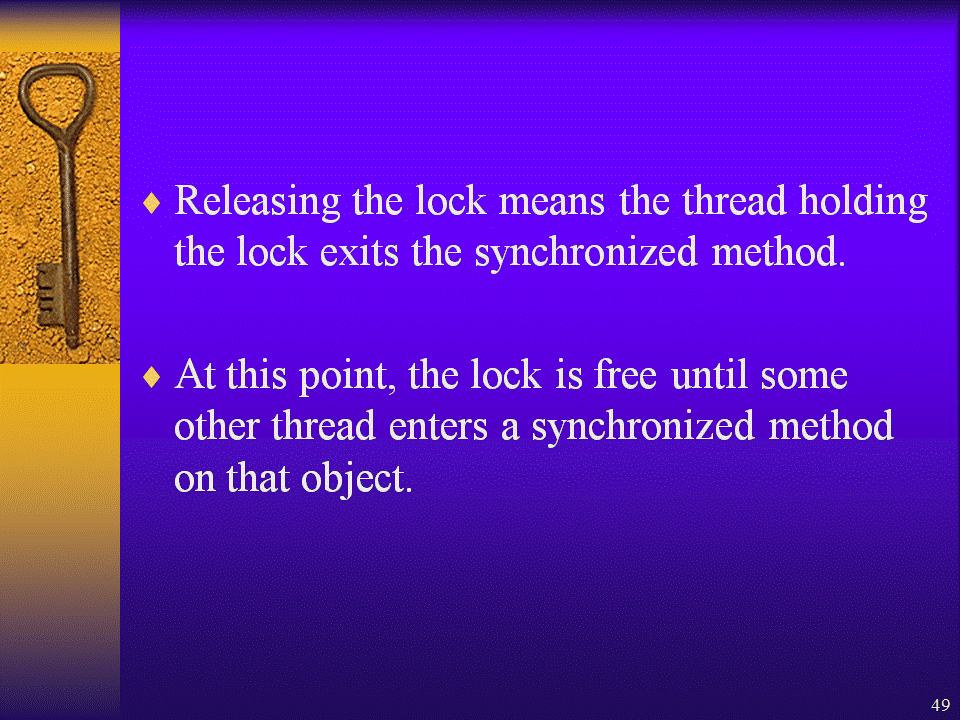 Releasing the lock means the thread holding
the lock exits the synchronized method.
At this point, the lock is free until some
other thread enters a synchronized method
on that object.
49